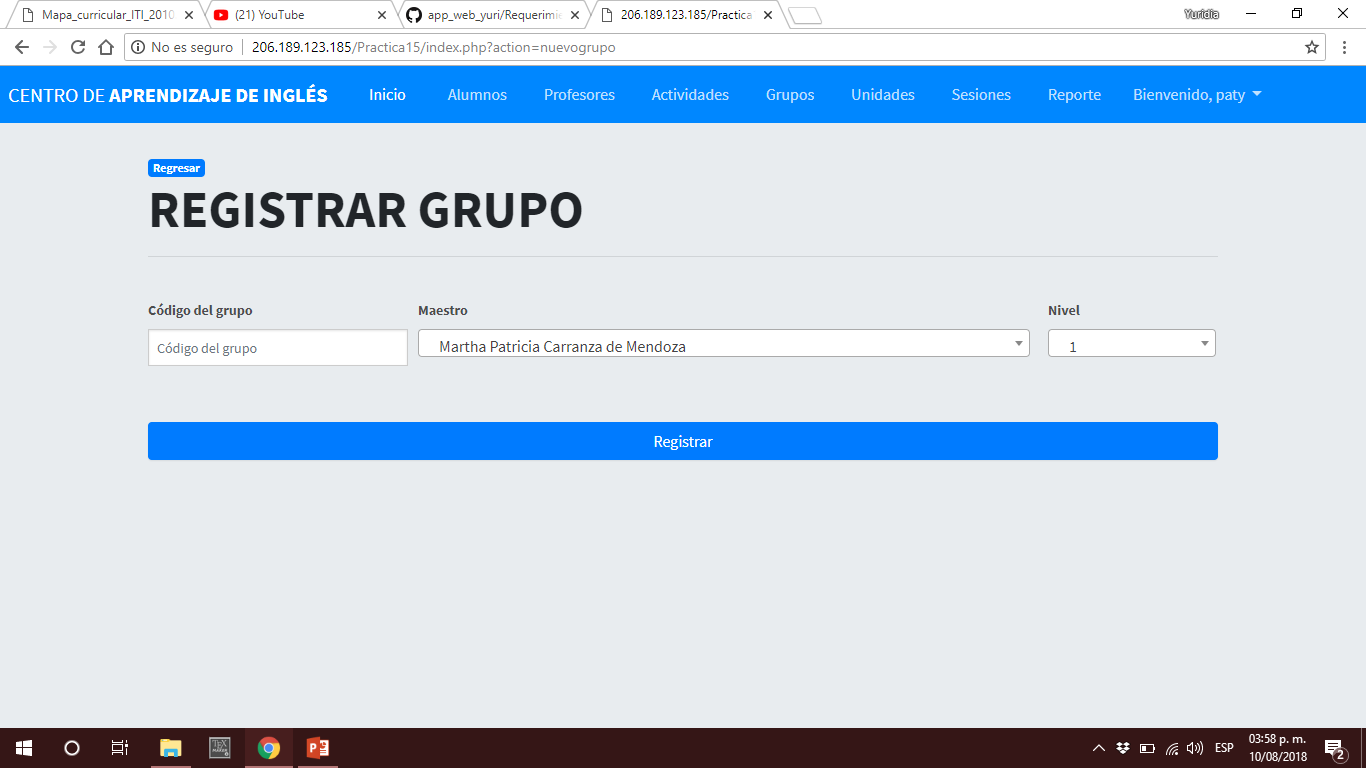 Mapa_curricular_ITI_2010
(21) YouTube
app_web_yuri/Requerimie
206.189.123.185/Practica
Yuridia
No es seguro
206.189.123.185/Practica15/index.php?action=nuevogrupo
CENTRO DE APRENDIZAJE DE INGLÉS
Inicio
Alumnos
Profesores
Actividades
Grupos
Unidades
Sesiones
Reporte
Bienvenido, paty
Regresar
REGISTRAR GRUPO
Código del grupo
Maestro
Nivel
Código del grupo
Martha Patricia Carranza de Mendoza
1
Registrar
ESP
03:58 p. m.
10/08/2018
2